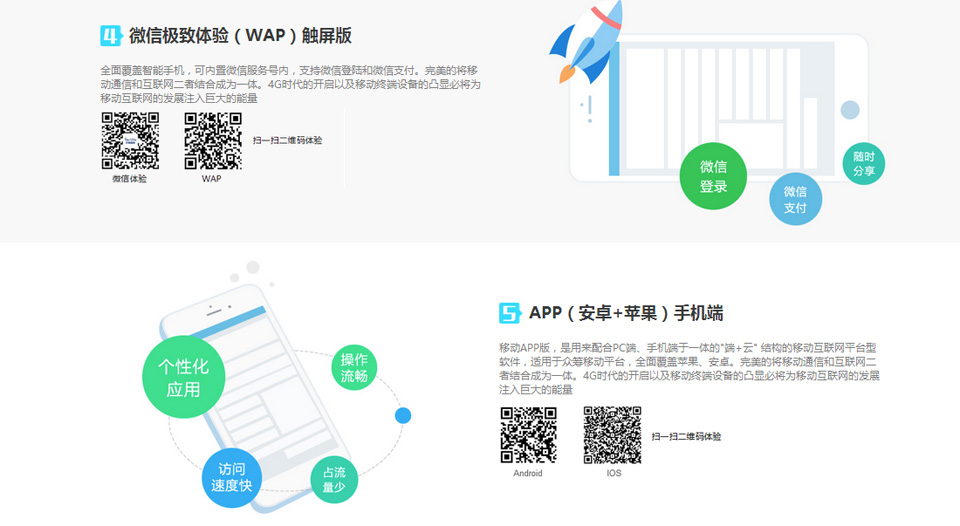 4 微信极致体验（WAP）触屏版
全面覆盖智能手机，可内置微信服务号内，支持微信登陆和微信支付。完美的将移
动通信和互联网二者结合成为一体。4G时代的开启以及移动终端设备的凸显必将为
移动互联网的发展注入巨大的能量
扫一扫二维码体验
微信体验
WAP
微信
登录
微信
支付
随时
分享
5 APP（安卓+苹果）手机端
移动APP版，是用来配合PC端、手机端于一体的"端+云" 结构的移动互联网平台型
软件，适用于众筹移动平台，全面覆盖苹果、安卓。完美的将移动通信和互联网二
者结合成为一体。4G时代的开启以及移动终端设备的凸显必将为移动互联网的发展
注入巨大的能量
扫一扫二维码体验
Android
IOS
个性化
应用
操作
流畅
访问
速度快
占流
量少